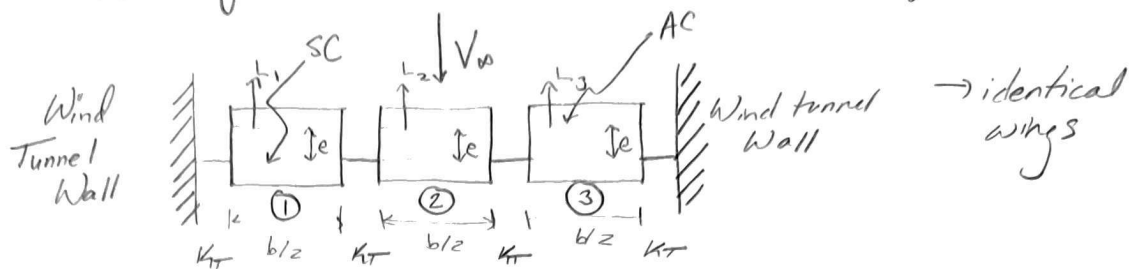 SC
AC
V∞
L1
L2
L3
Wind
Tunnel
Wall
Wind tunnel
Wall
→ identical
wings
e
e
e
① ② ③
b/2 b/2 b/2
KT KT KT KT